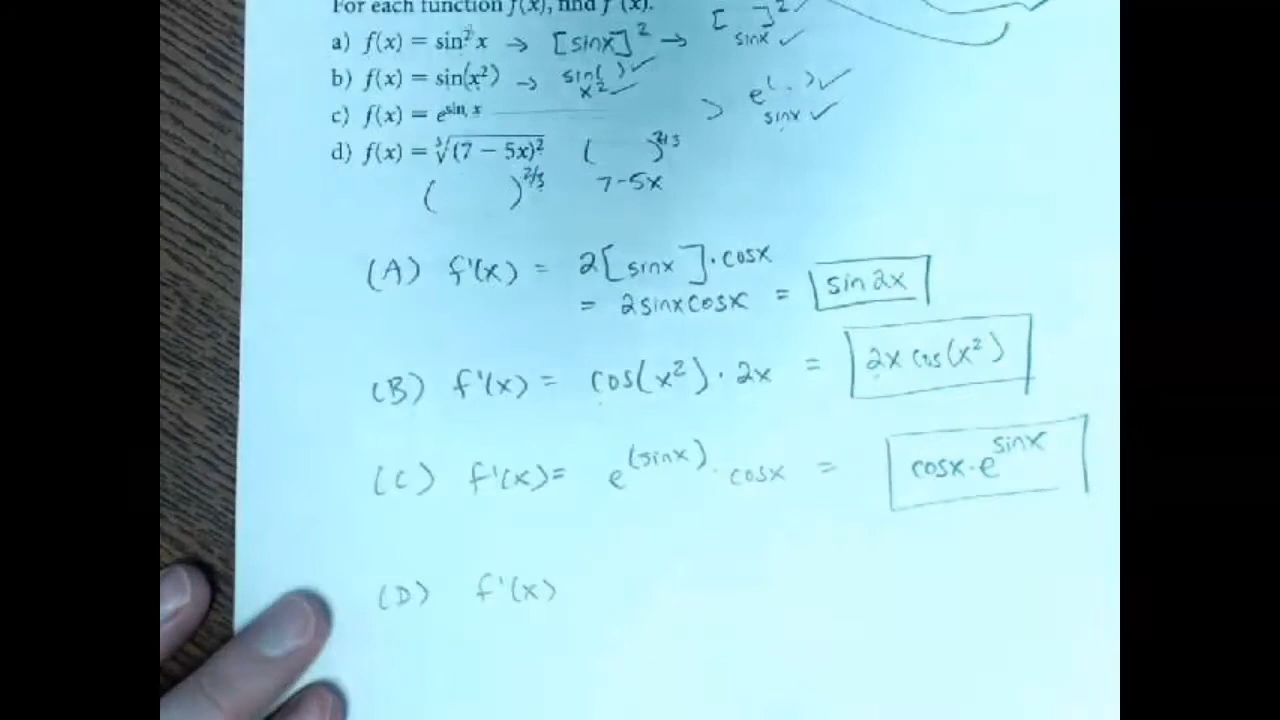 For each function f(x), find f'(x).
[ ]²
sinx ✓
a) f(x) = sin² x → [sinx]² →
b) f(x) = sin(x²) → sin( ) ✓
x² ✓
e^(·) ✓
sinx ✓
c) f(x) = e^sin x
d) f(x) = ∛(7 − 5x)² ( )^2/3
( )^2/3 7-5x
(A) f'(x) = 2[sinx]·cosx
= 2sinxcosx = sin2x
(B) f'(x) = cos(x²)·2x = 2x cos(x²)
(C) f'(x) = e^(sinx)·cosx = cosx·e^sinx
(D) f'(x)